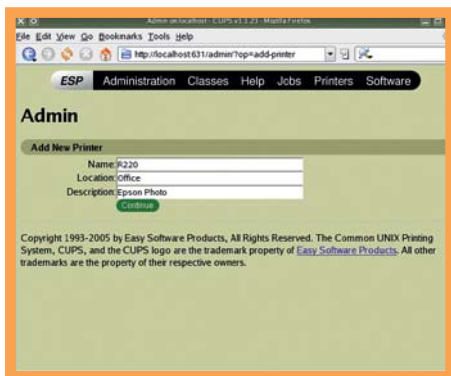 Admin on localhost - CUPS v1.1.23 - Mozilla Firefox
File Edit View Go Bookmarks Tools Help
http://localhost:631/admin?op=add-printer
ESP Administration Classes Help Jobs Printers Software
Admin
Add New Printer
Name: R220
Location: Office
Description: Epson Photo
Continue
Copyright 1993-2005 by Easy Software Products, All Rights Reserved. The Common UNIX Printing
System, CUPS, and the CUPS logo are the trademark property of Easy Software Products. All other
trademarks are the property of their respective owners.